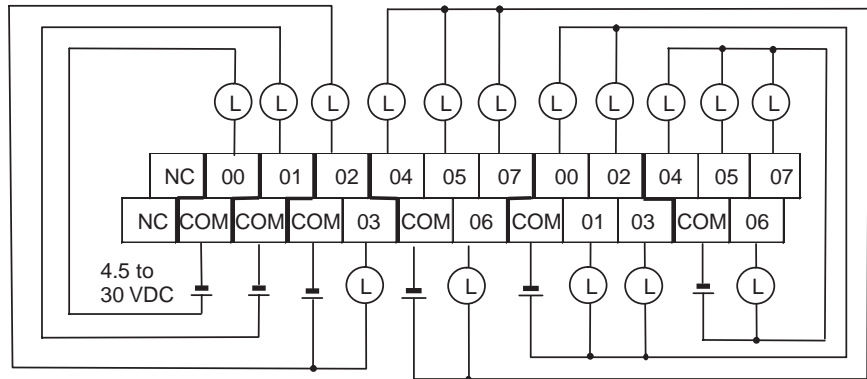 L L L L L L L L L L L
NC 00 01 02 04 05 07 00 02 04 05 07
NC COM COM COM 03 COM 06 COM 01 03 COM 06
4.5 to
30 VDC
L L L L L